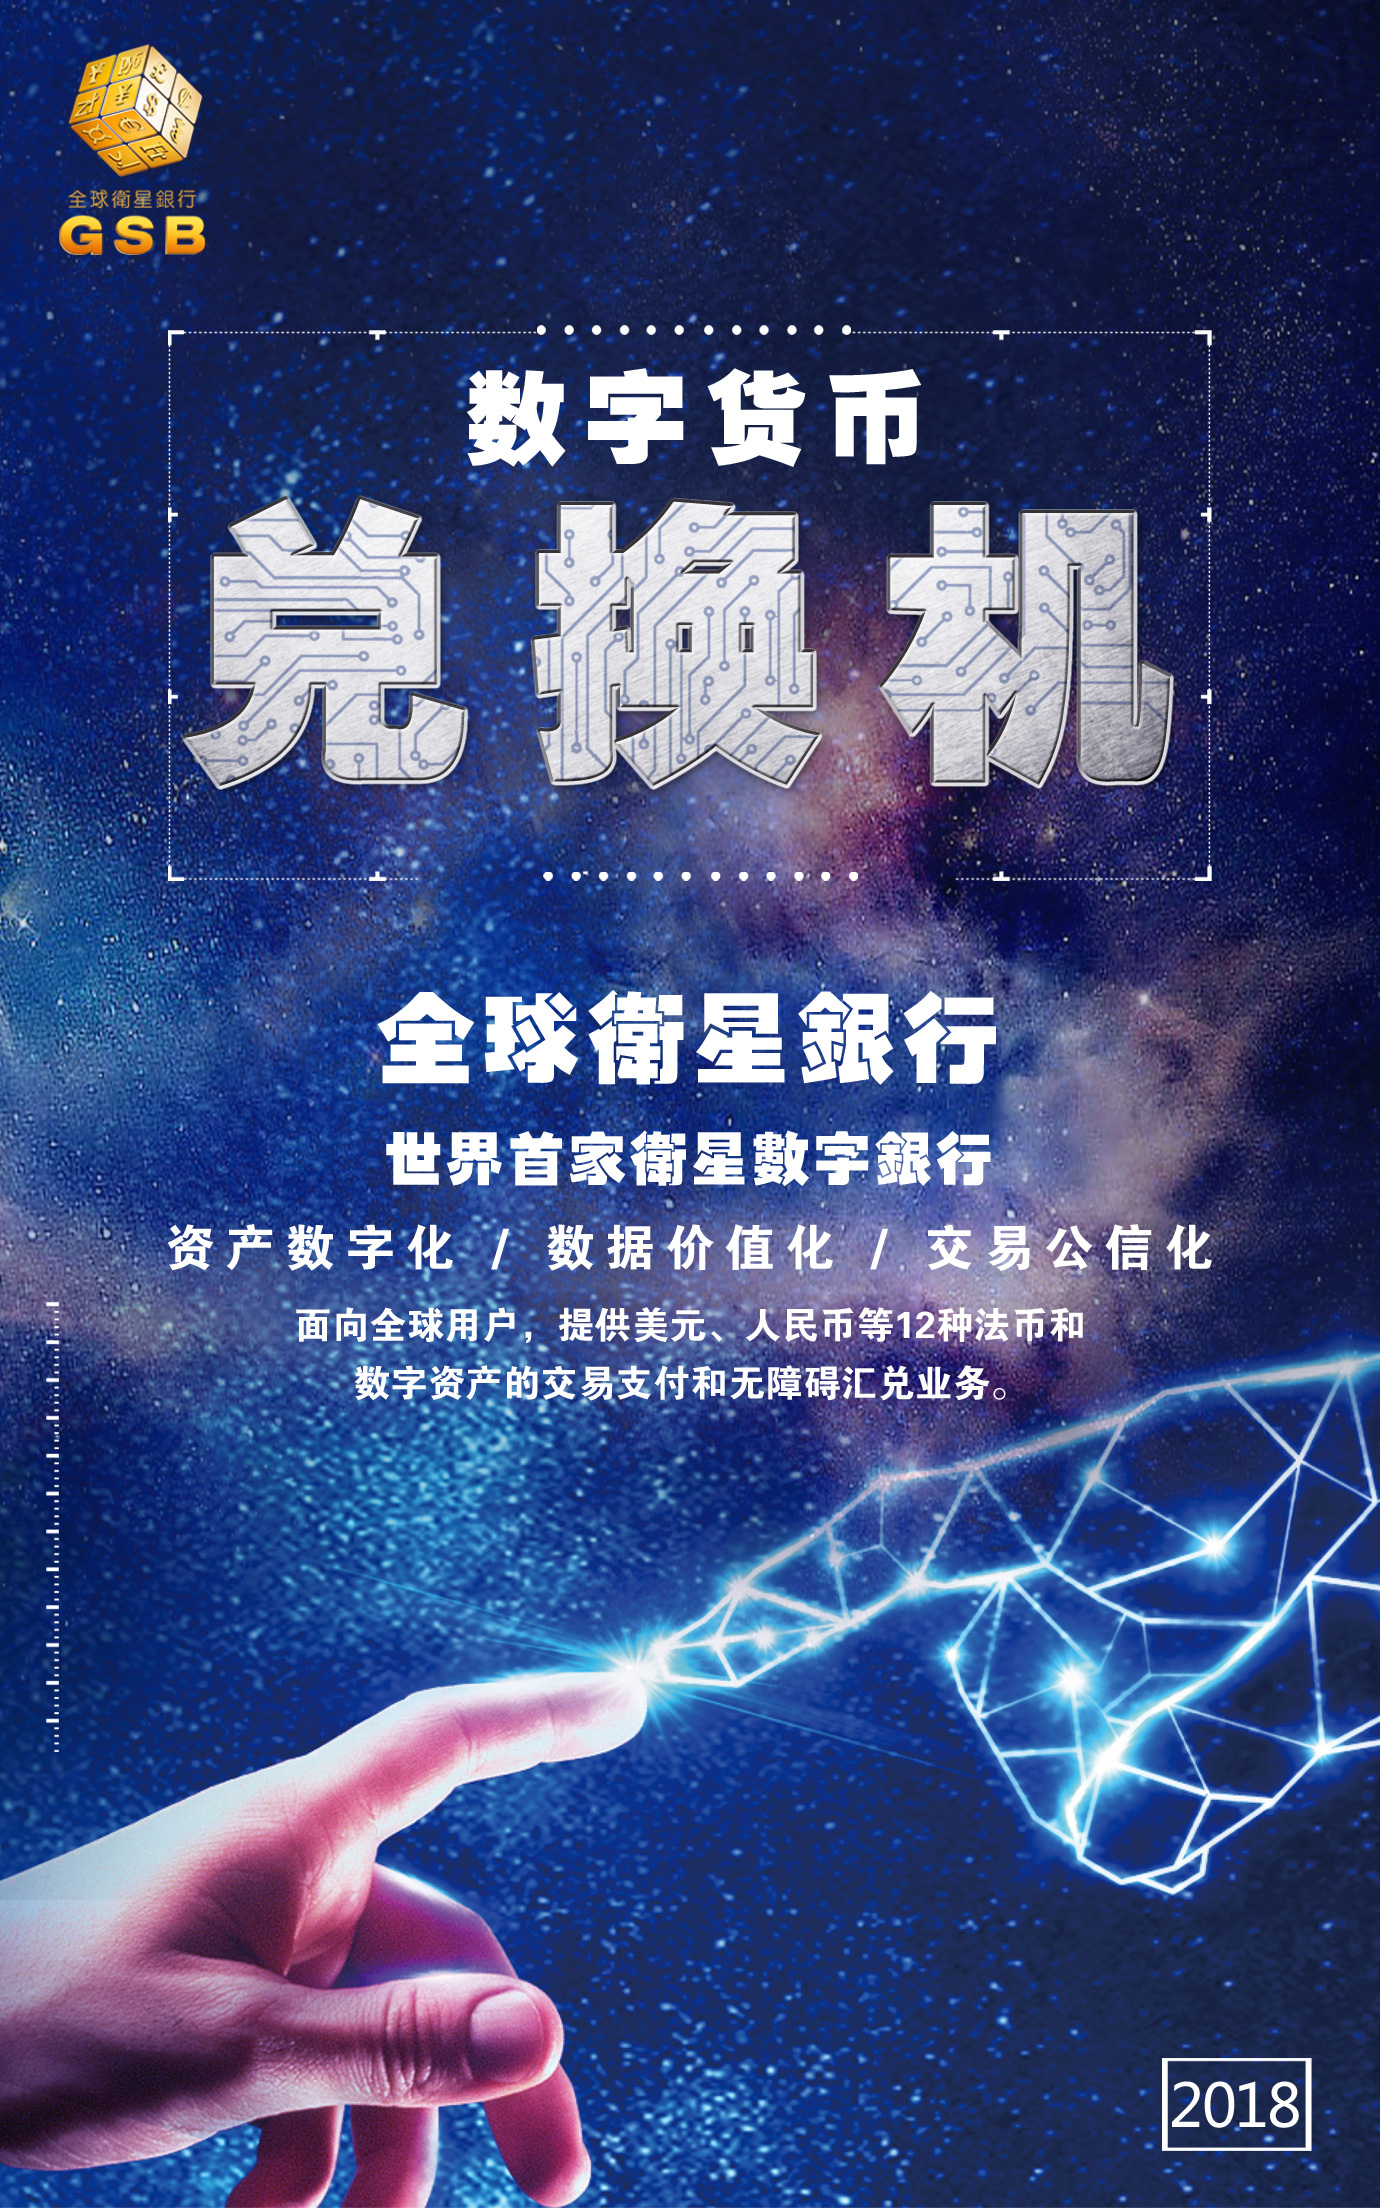 全球衛星銀行
GSB
数字货币
兑换机
全球衛星銀行
世界首家衛星數字銀行
资产数字化 / 数据价值化 / 交易公信化
面向全球用户，提供美元、人民币等12种法币和
数字资产的交易支付和无障碍汇兑业务。
2018